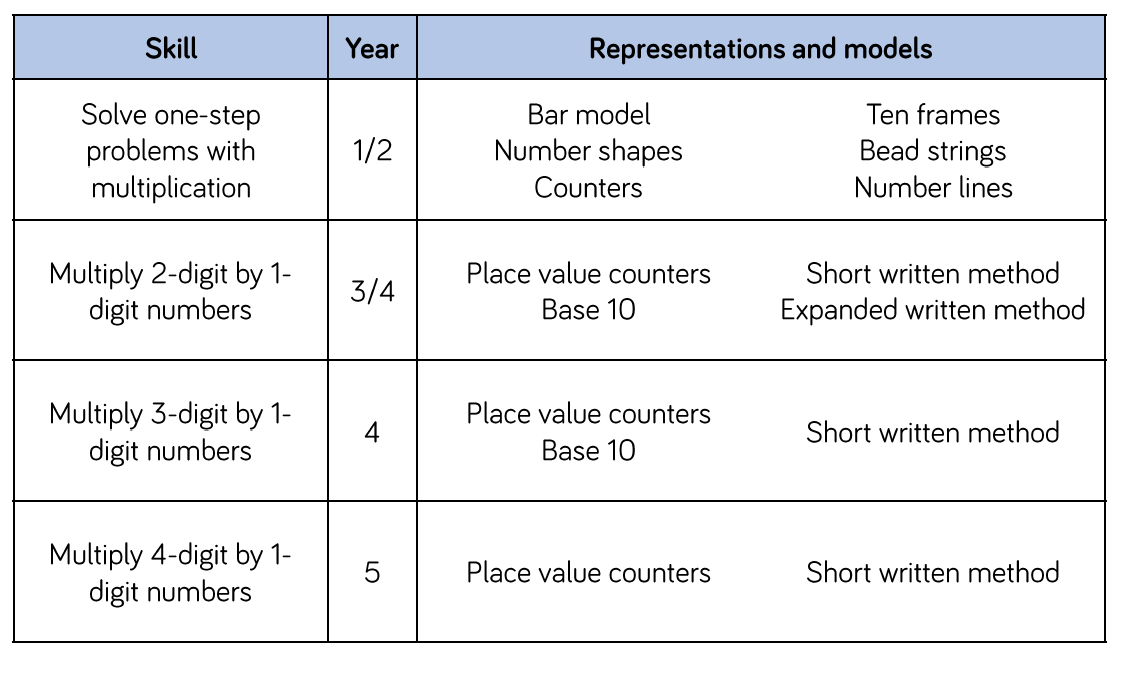 Skill
Year
Representations and models
Solve one-step
problems with
multiplication
1/2
Bar model
Number shapes
Counters
Ten frames
Bead strings
Number lines
Multiply 2-digit by 1-
digit numbers
3/4
Place value counters
Base 10
Short written method
Expanded written method
Multiply 3-digit by 1-
digit numbers
4
Place value counters
Base 10
Short written method
Multiply 4-digit by 1-
digit numbers
5
Place value counters
Short written method